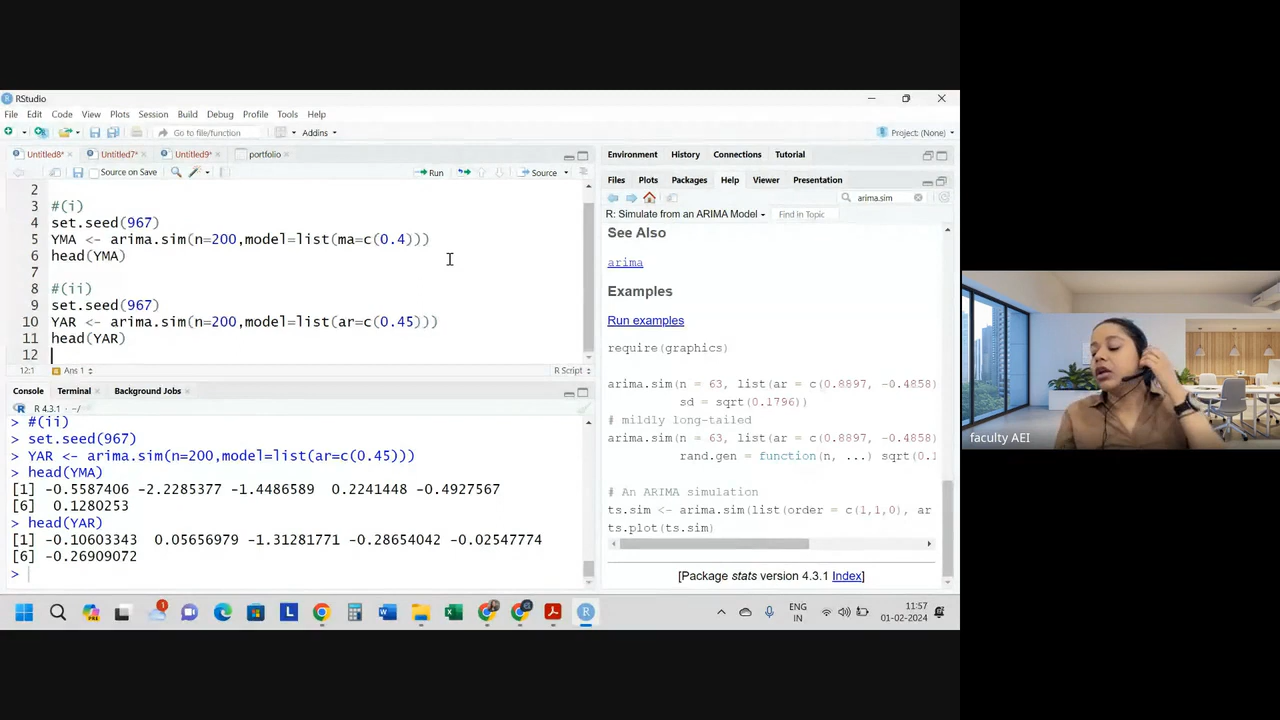 RStudio
File Edit Code View Plots Session Build Debug Profile Tools Help
Go to file/function Addins Project: (None)
Untitled8* Untitled7* Untitled9* portfolio
Source on Save Run Source
2
3 #(i)
4 set.seed(967)
5 YMA <- arima.sim(n=200,model=list(ma=c(0.4)))
6 head(YMA)
7
8 #(ii)
9 set.seed(967)
10 YAR <- arima.sim(n=200,model=list(ar=c(0.45)))
11 head(YAR)
12
12:1 Ans 1 R Script
Console Terminal Background Jobs
R 4.3.1 · ~/
> #(ii)
> set.seed(967)
> YAR <- arima.sim(n=200,model=list(ar=c(0.45)))
> head(YMA)
[1] -0.5587406 -2.2285377 -1.4486589 0.2241448 -0.4927567
[6] 0.1280253
> head(YAR)
[1] -0.10603343 0.05656979 -1.31281771 -0.28654042 -0.02547774
[6] -0.26909072
>
Environment History Connections Tutorial
Files Plots Packages Help Viewer Presentation
arima.sim
R: Simulate from an ARIMA Model Find in Topic
See Also
arima
Examples
Run examples
require(graphics)
arima.sim(n = 63, list(ar = c(0.8897, -0.4858)
sd = sqrt(0.1796))
# mildly long-tailed
arima.sim(n = 63, list(ar = c(0.8897, -0.4858)
rand.gen = function(n, ...) sqrt(0.1
# An ARIMA simulation
ts.sim <- arima.sim(list(order = c(1,1,0), ar
ts.plot(ts.sim)
[Package stats version 4.3.1 Index]
faculty AEI
ENG 11:57
IN 01-02-2024